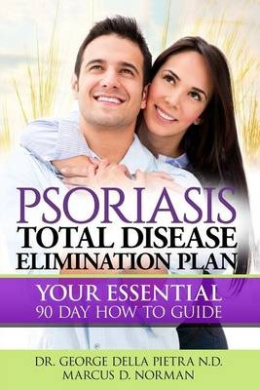 PSORIASIS
TOTAL DISEASE
ELIMINATION PLAN
YOUR ESSENTIAL
90 DAY HOW TO GUIDE
DR. GEORGE DELLA PIETRA N.D.
MARCUS D. NORMAN